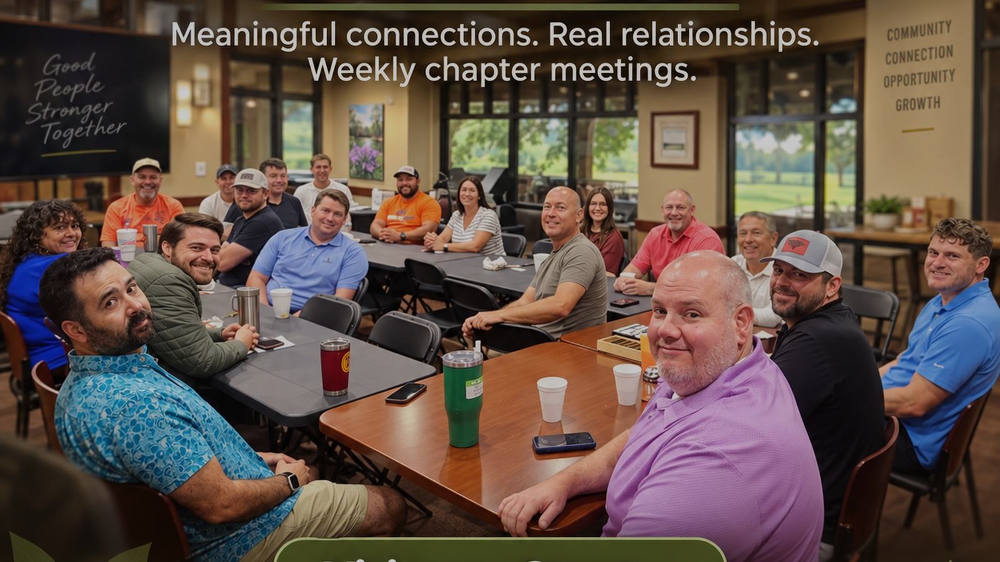 Meaningful connections. Real relationships.
Weekly chapter meetings.
Good
People
Stronger
Together
COMMUNITY
CONNECTION
OPPORTUNITY
GROWTH